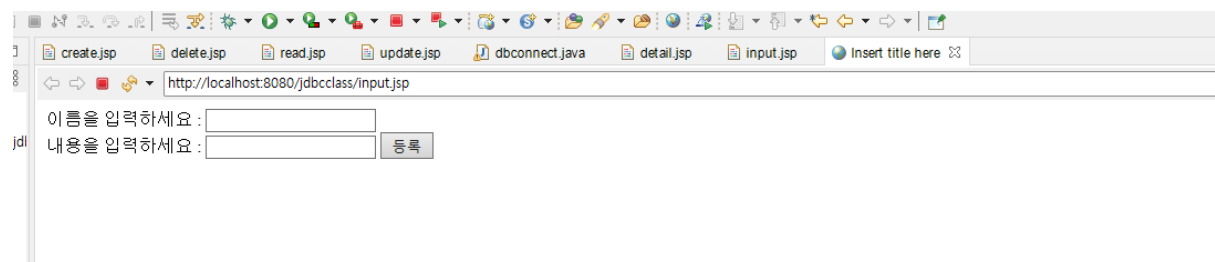 create.jsp delete.jsp read.jsp update.jsp dbconnect.java detail.jsp input.jsp Insert title here
http://localhost:8080/jdbcclass/input.jsp
이름을 입력하세요 :
jdl
내용을 입력하세요 : 등록